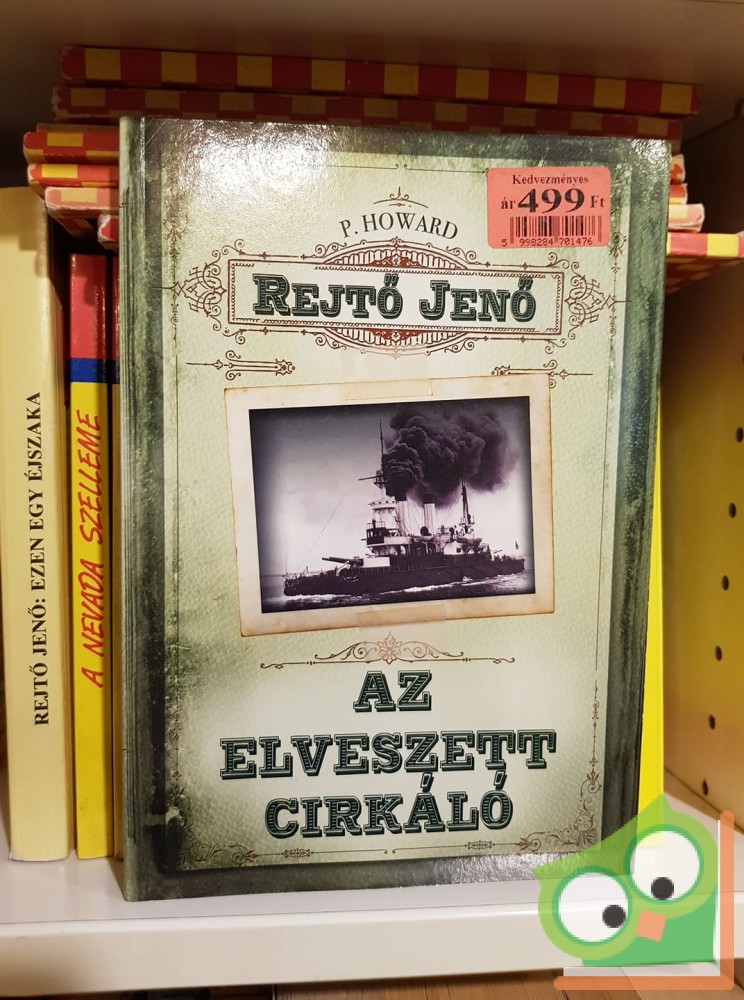 Kedvezményes
ár 499 Ft
5 998284 701476
P. HOWARD
REJTŐ JENŐ
AZ
ELVESZETT
CIRKÁLÓ
REJTŐ JENŐ: EZEN EGY ÉJSZAKA
A NEVADA SZELLEME